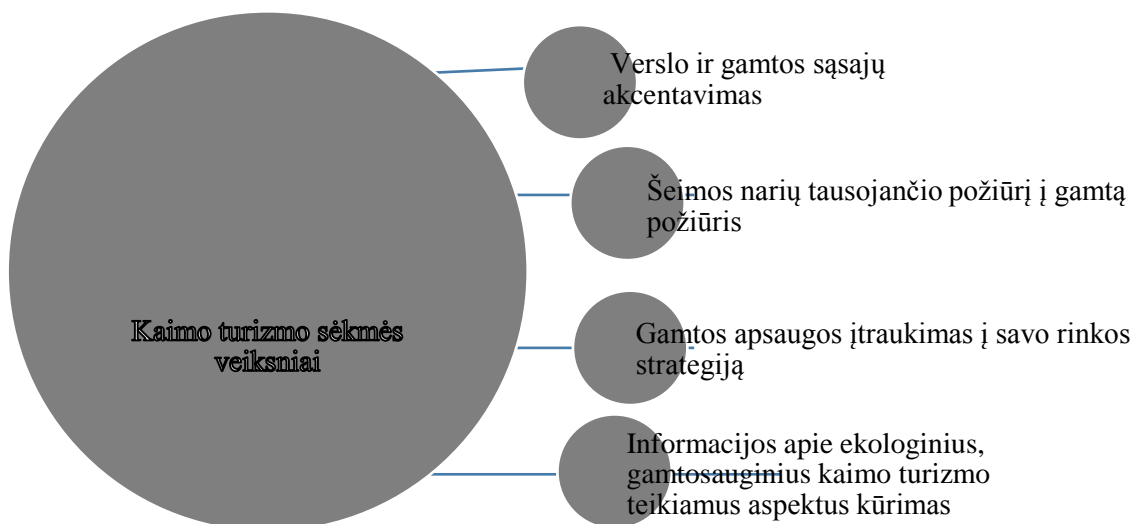 Verslo ir gamtos sąsajų
akcentavimas
Šeimos narių tausojančio požiūrį į gamtą
požiūris
Kaimo turizmo sėkmės
veiksniai
Gamtos apsaugos įtraukimas į savo rinkos
strategiją
Informacijos apie ekologinius,
gamtosauginius kaimo turizmo
teikiamus aspektus kūrimas